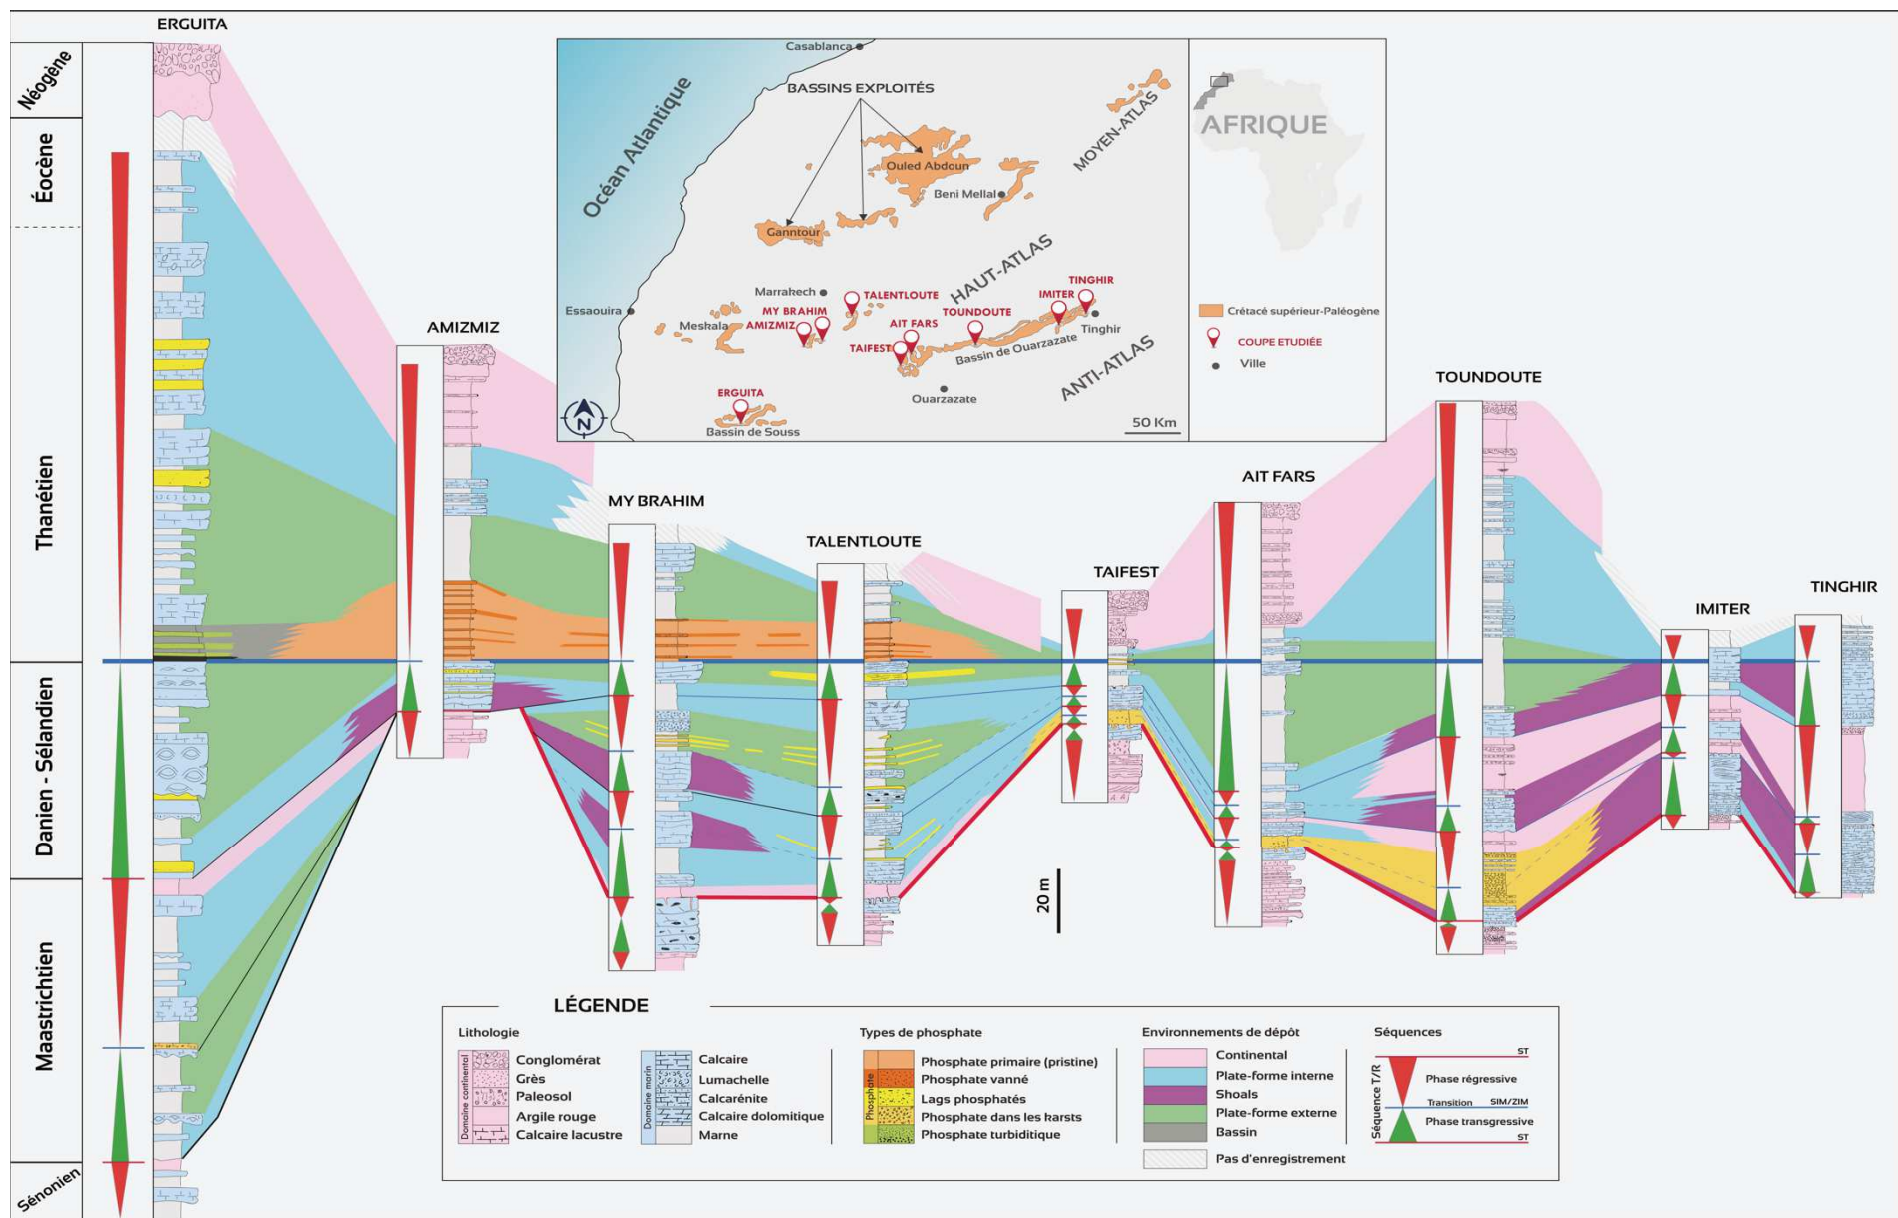 ERGUITA
Néogène
Éocène
Thanétien
Danien - Sélandien
Maastrichtien
Sénonien
AMIZMIZ
MY BRAHIM
TALENTLOUTE
TAIFEST
AIT FARS
TOUNDOUTE
IMITER
TINGHIR
Casablanca
Océan Atlantique
BASSINS EXPLOITÉS
MOYEN-ATLAS
Ouled Abdoun
Beni Mellal
Ganntour
HAUT-ATLAS
Marrakech
TALENTLOUTE
TINGHIR
IMITER
Essaouira
Meskala
MY BRAHIM
AMIZMIZ
AIT FARS
TOUNDOUTE
Tinghir
TAIFEST
Bassin de Ouarzazate
ANTI-ATLAS
ERGUITA
Ouarzazate
Bassin de Souss
N
50 Km
AFRIQUE
Crétacé supérieur-Paléogène
COUPE ETUDIÉE
Ville
20 m
LÉGENDE
Lithologie
Domaine continental
Conglomérat
Grès
Paleosol
Argile rouge
Calcaire lacustre
Domaine marin
Calcaire
Lumachelle
Calcarénite
Calcaire dolomitique
Marne
Types de phosphate
Phosphate
Phosphate primaire (pristine)
Phosphate vanné
Lags phosphatés
Phosphate dans les karsts
Phosphate turbiditique
Environnements de dépôt
Continental
Plate-forme interne
Shoals
Plate-forme externe
Bassin
Pas d'enregistrement
Séquences
Séquence T/R
ST
Phase régressive
Transition SIM/ZIM
Phase transgressive
ST